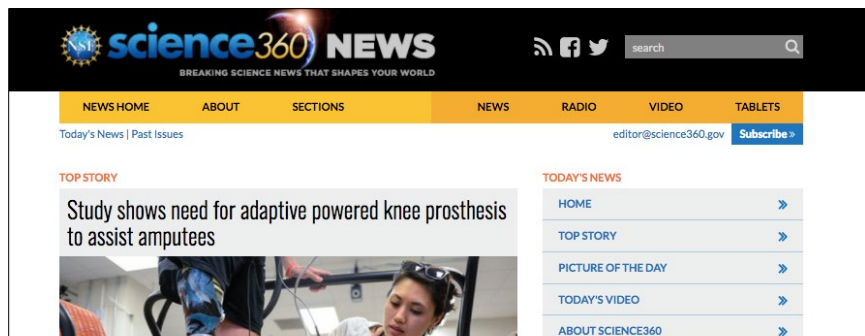 NSF
science360 NEWS
BREAKING SCIENCE NEWS THAT SHAPES YOUR WORLD
search
NEWS HOME ABOUT SECTIONS NEWS RADIO VIDEO TABLETS
Today's News | Past Issues
editor@science360.gov Subscribe »
TOP STORY
Study shows need for adaptive powered knee prosthesis
to assist amputees
TODAY'S NEWS
HOME
TOP STORY
PICTURE OF THE DAY
TODAY'S VIDEO
ABOUT SCIENCE360